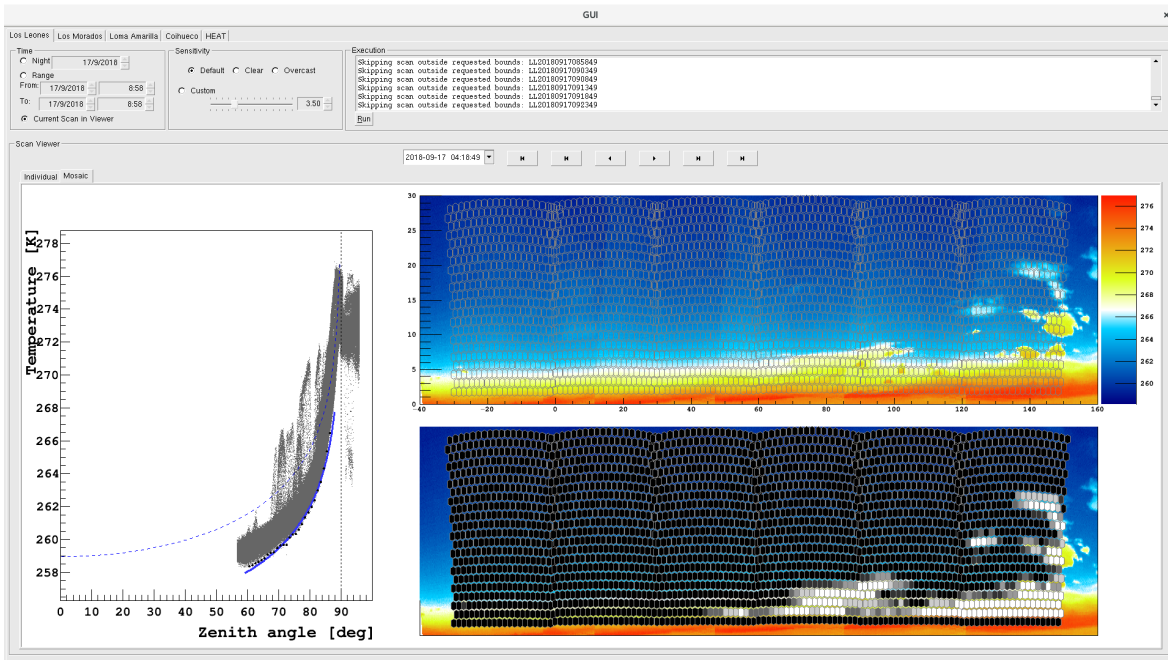 GUI ×
Los Leones Los Morados Loma Amarilla Coihueco HEAT
Time
Night 17/9/2018
Range
From: 17/9/2018 8:58
To: 17/9/2018 8:58
Current Scan in Viewer
Sensitivity
Default Clear Overcast
Custom
3.50
Execution
Skipping scan outside requested bounds: LL20180917085849
Skipping scan outside requested bounds: LL20180917090349
Skipping scan outside requested bounds: LL20180917090849
Skipping scan outside requested bounds: LL20180917091349
Skipping scan outside requested bounds: LL20180917091849
Skipping scan outside requested bounds: LL20180917092349
Run
Scan Viewer
2018-09-17 04:18:49
Individual Mosaic
Temperature [K]
278
276
274
272
270
268
266
264
262
260
258
0 10 20 30 40 50 60 70 80 90
Zenith angle [deg]
30
25
20
15
10
5
0
-40 -20 0 20 40 60 80 100 120 140 160
276
274
272
270
268
266
264
262
260